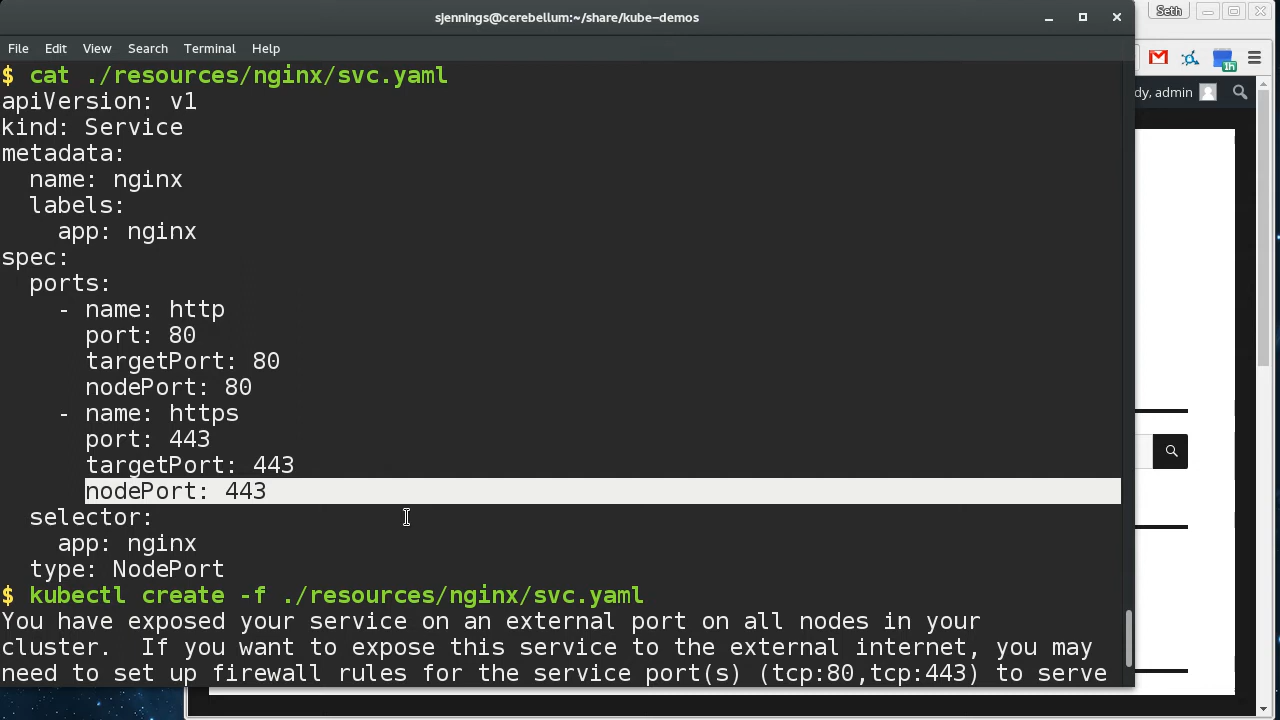 sjennings@cerebellum:~/share/kube-demos
Seth
File Edit View Search Terminal Help
1h
dy, admin
$ cat ./resources/nginx/svc.yaml
apiVersion: v1
kind: Service
metadata:
  name: nginx
  labels:
    app: nginx
spec:
  ports:
    - name: http
      port: 80
      targetPort: 80
      nodePort: 80
    - name: https
      port: 443
      targetPort: 443
      nodePort: 443
  selector:
    app: nginx
  type: NodePort
$ kubectl create -f ./resources/nginx/svc.yaml
You have exposed your service on an external port on all nodes in your
cluster.  If you want to expose this service to the external internet, you may
need to set up firewall rules for the service port(s) (tcp:80,tcp:443) to serve